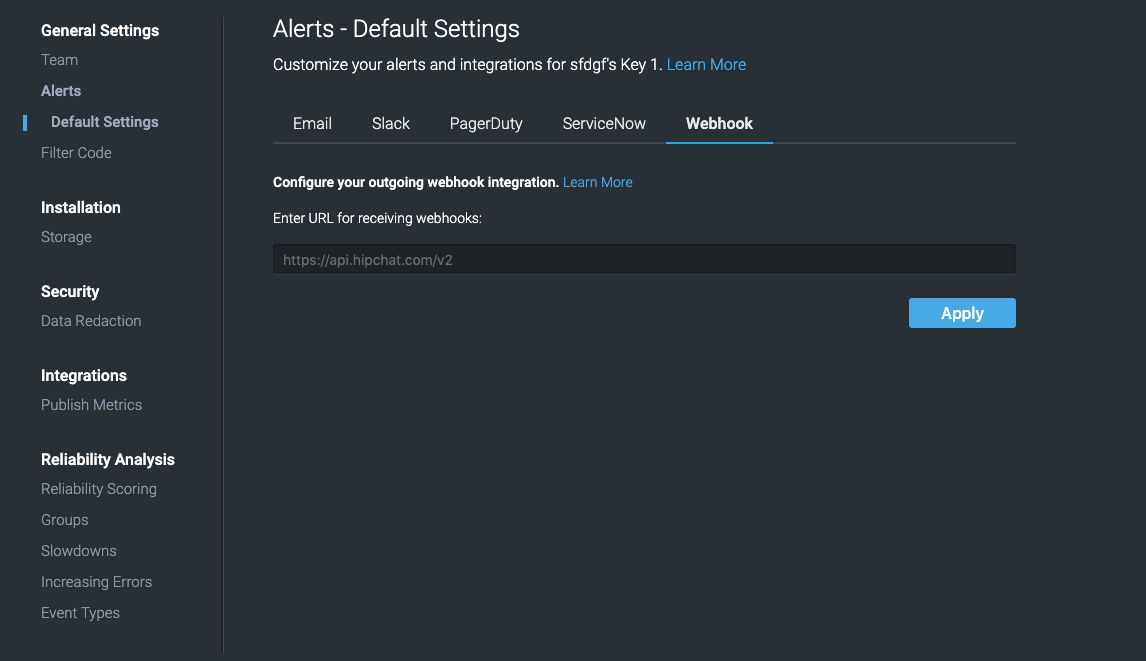 General Settings
Team
Alerts
Default Settings
Filter Code
Installation
Storage
Security
Data Redaction
Integrations
Publish Metrics
Reliability Analysis
Reliability Scoring
Groups
Slowdowns
Increasing Errors
Event Types
Alerts - Default Settings
Customize your alerts and integrations for sfdgf's Key 1. Learn More
Email Slack PagerDuty ServiceNow Webhook
Configure your outgoing webhook integration. Learn More
Enter URL for receiving webhooks:
https://api.hipchat.com/v2
Apply